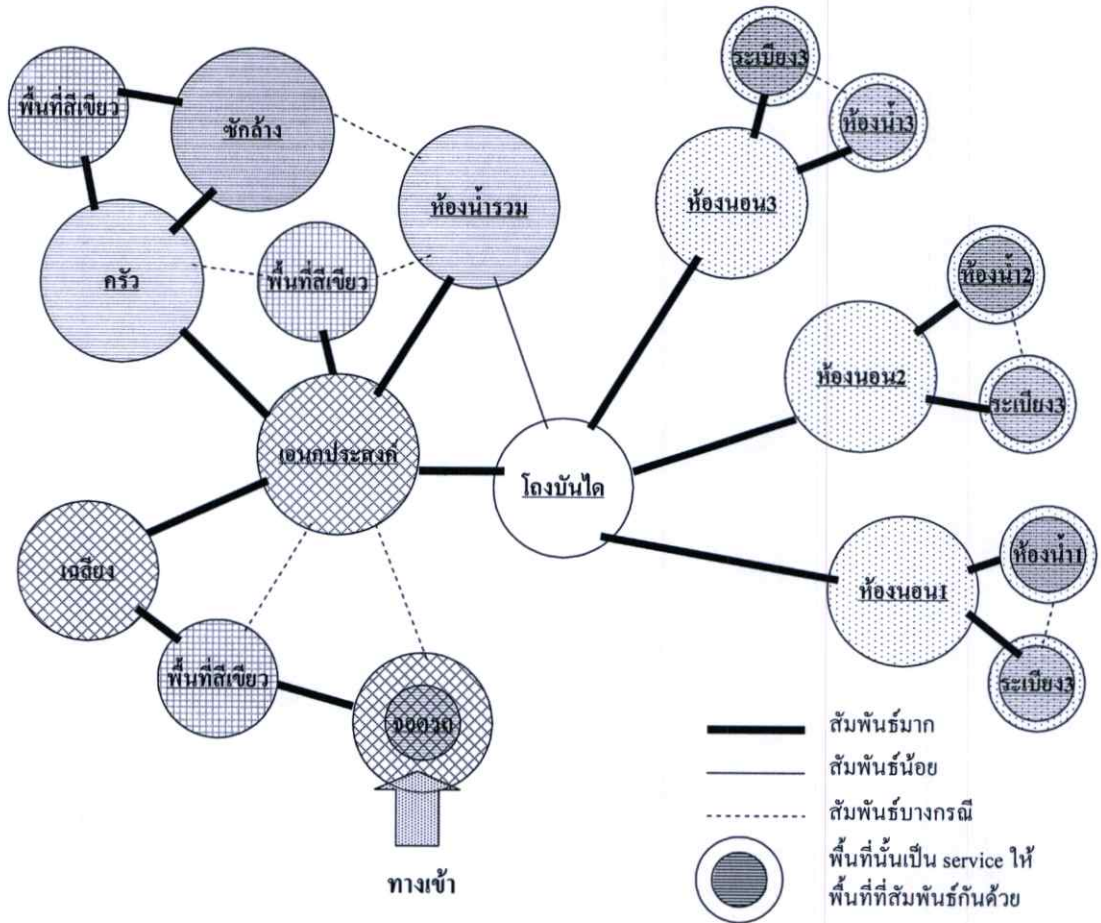 ระเบียง3
พื้นที่สีเขียว
ซักล้าง
ห้องน้ำ3
ห้องน้ำรวม
ห้องนอน3
ครัว
พื้นที่สีเขียว
ห้องน้ำ2
ห้องนอน2
ระเบียง3
เอนกประสงค์
โถงบันได
ห้องน้ำ1
เฉลียง
ห้องนอน1
พื้นที่สีเขียว
ระเบียง3
จอดรถ
ทางเข้า
สัมพันธ์มาก
สัมพันธ์น้อย
สัมพันธ์บางกรณี
พื้นที่นั้นเป็น service ให้
พื้นที่ที่สัมพันธ์กันด้วย